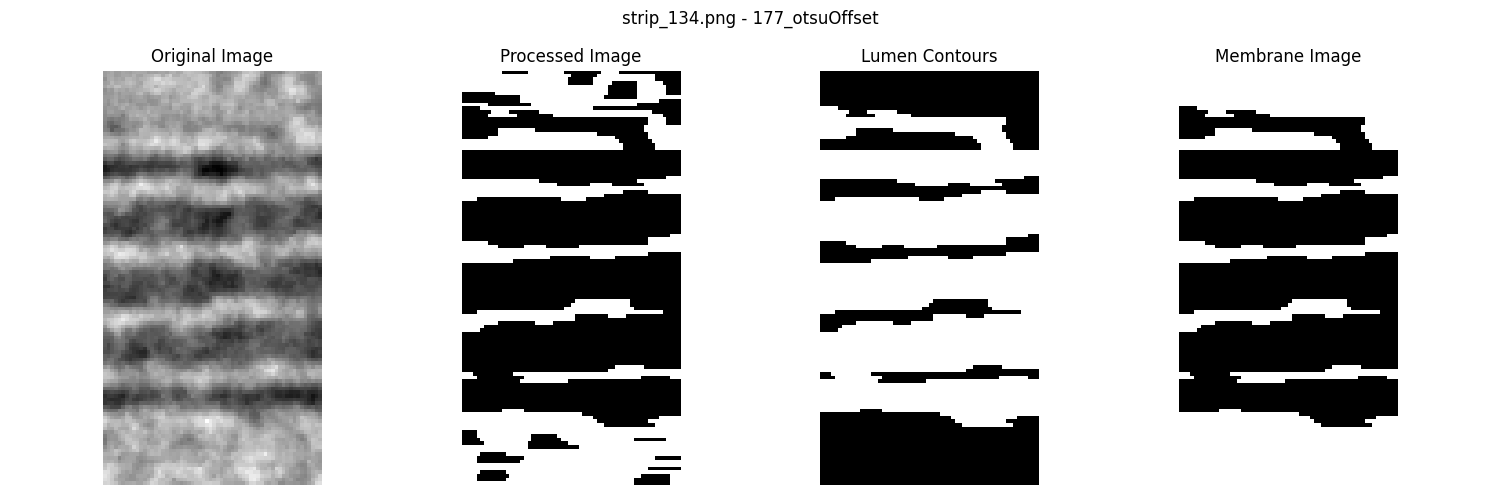 strip_134.png - 177_otsuOffset
Original Image
Processed Image
Lumen Contours
Membrane Image